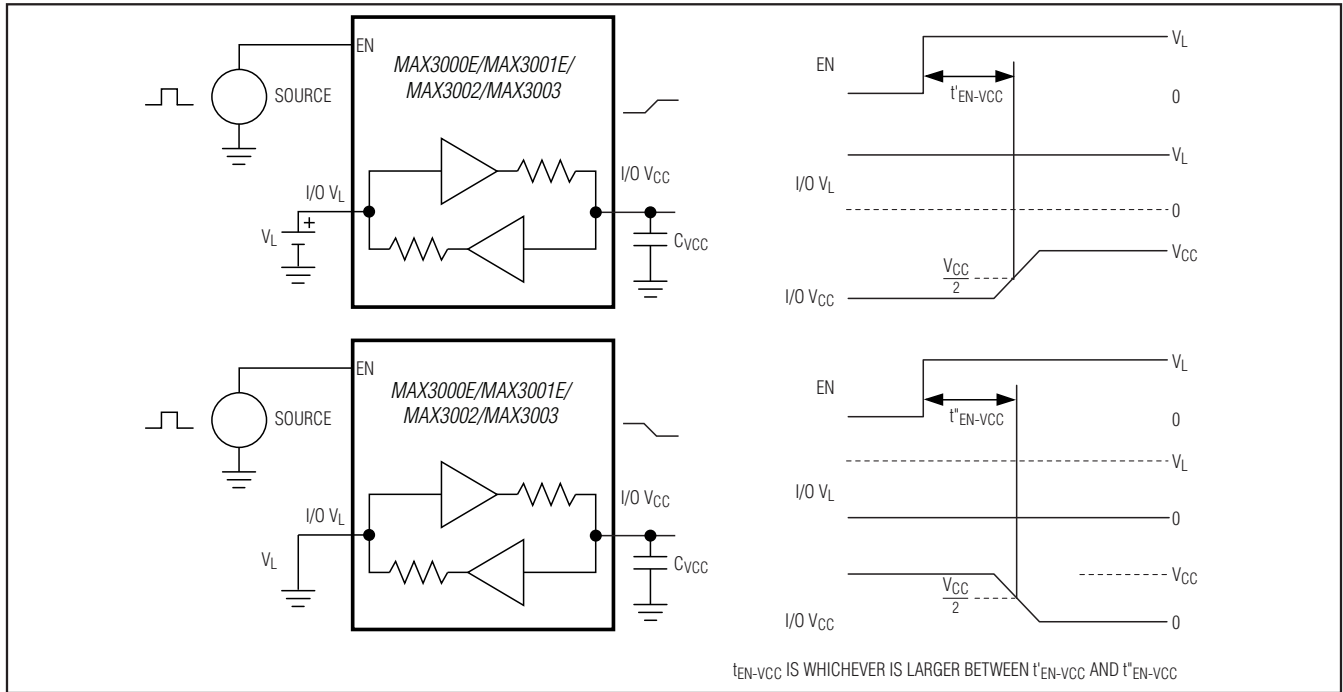 EN
MAX3000E/MAX3001E/
MAX3002/MAX3003
SOURCE
I/O VL
I/O VCC
VL
+
CVCC
EN
VL
t'EN-VCC
0
VL
I/O VL
0
VCC
VCC
2
I/O VCC
EN
MAX3000E/MAX3001E/
MAX3002/MAX3003
SOURCE
I/O VL
I/O VCC
VL
CVCC
EN
VL
t"EN-VCC
0
VL
I/O VL
0
VCC
VCC
2
I/O VCC
0
tEN-VCC IS WHICHEVER IS LARGER BETWEEN t'EN-VCC AND t"EN-VCC